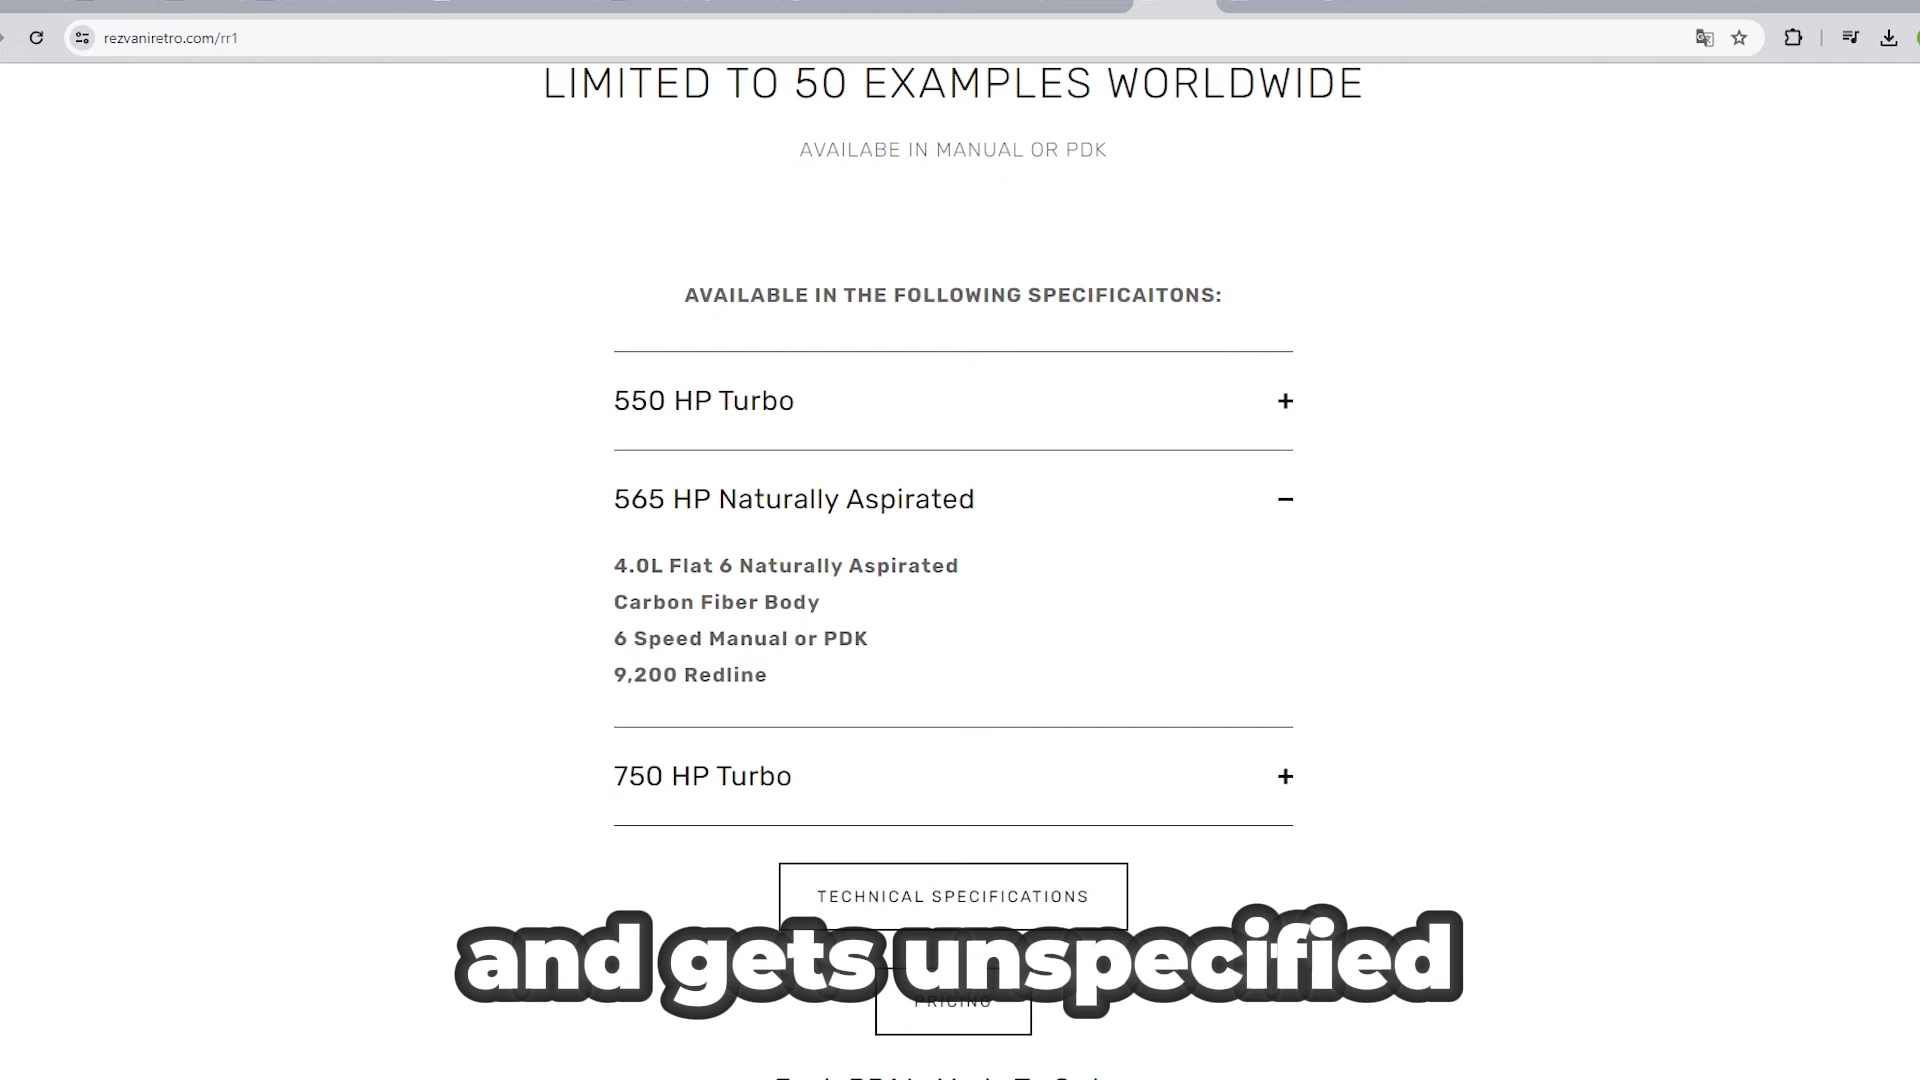 rezvaniretro.com/rr1
LIMITED TO 50 EXAMPLES WORLDWIDE
AVAILABE IN MANUAL OR PDK
AVAILABLE IN THE FOLLOWING SPECIFICAITONS:
550 HP Turbo
565 HP Naturally Aspirated
4.0L Flat 6 Naturally Aspirated
Carbon Fiber Body
6 Speed Manual or PDK
9,200 Redline
750 HP Turbo
TECHNICAL SPECIFICATIONS
and gets unspecified
PRICING